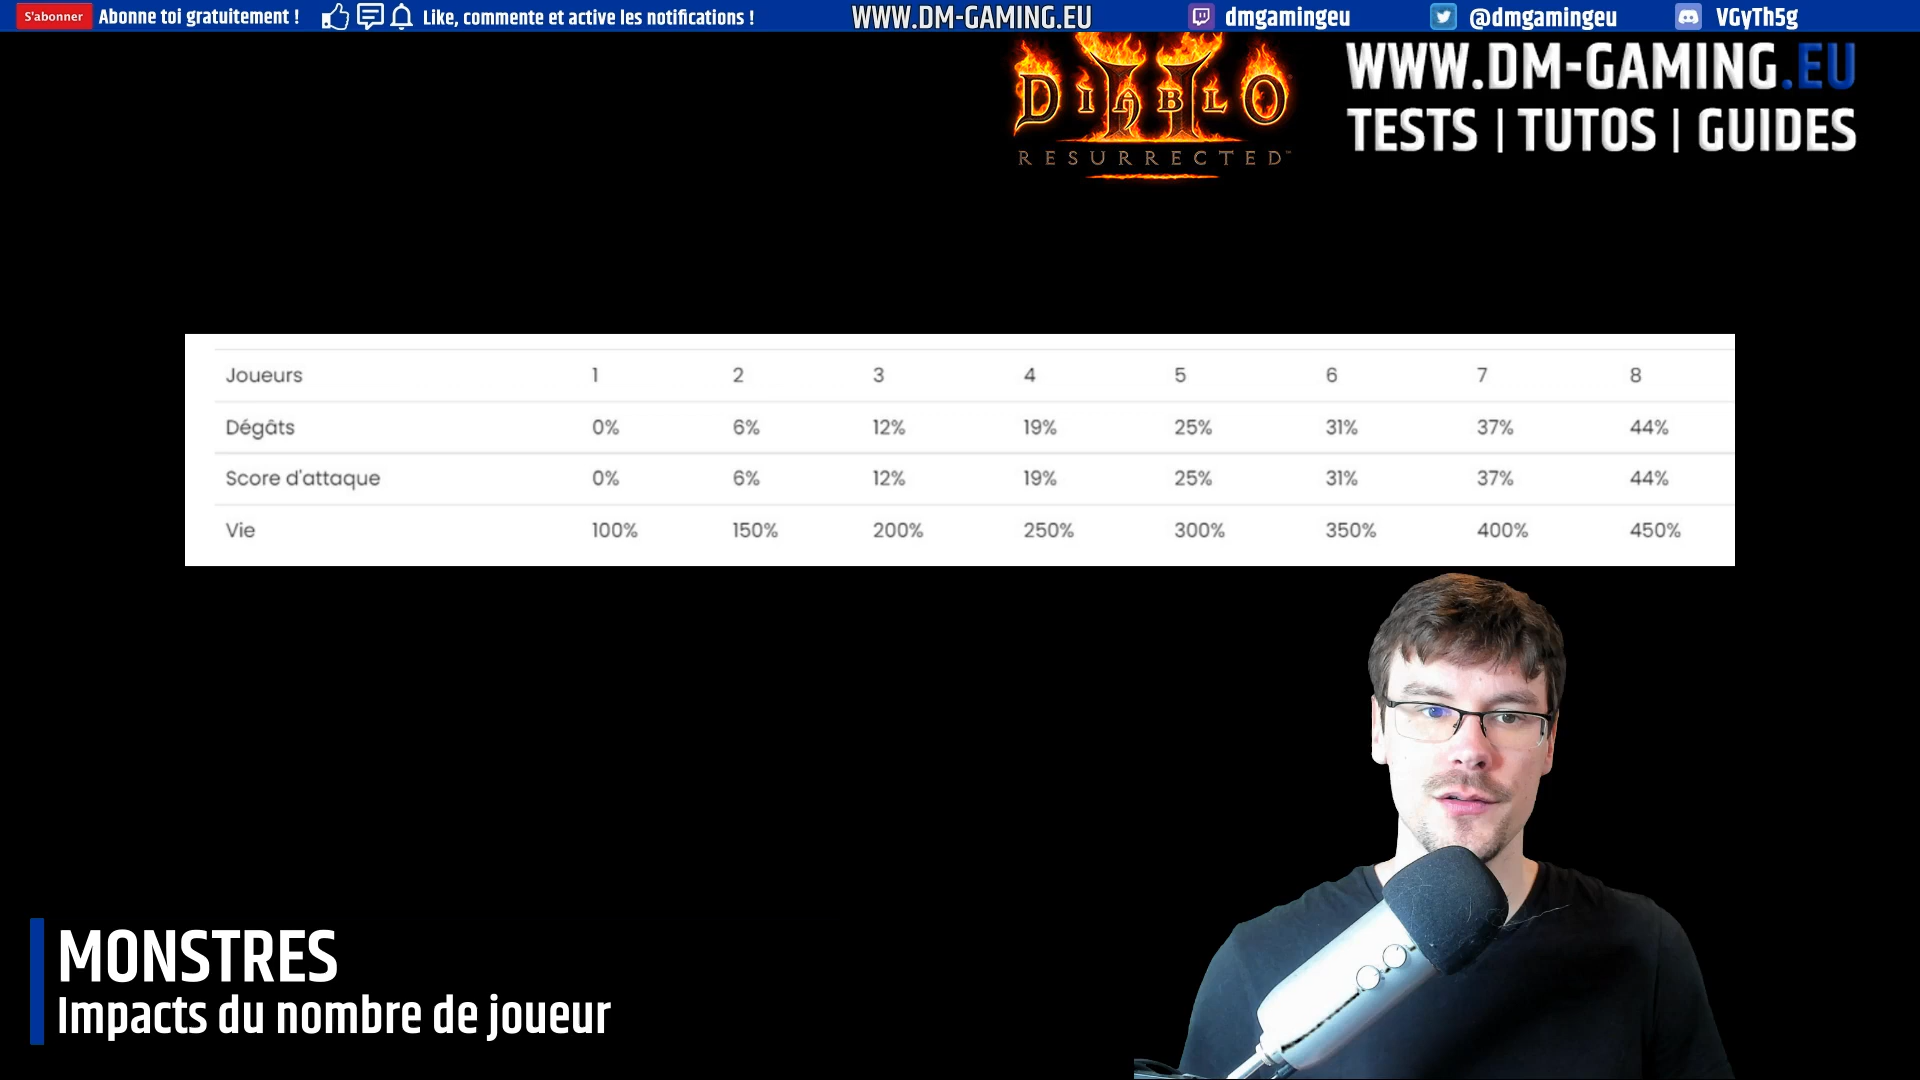 S'abonner Abonne toi gratuitement ! Like, commente et active les notifications ! WWW.DM-GAMING.EU dmgamingeu @dmgamingeu VGyTh5g
DIABLO II
RESURRECTED™
WWW.DM-GAMING.EU
TESTS | TUTOS | GUIDES
Joueurs 1 2 3 4 5 6 7 8
Dégâts 0% 6% 12% 19% 25% 31% 37% 44%
Score d'attaque 0% 6% 12% 19% 25% 31% 37% 44%
Vie 100% 150% 200% 250% 300% 350% 400% 450%
MONSTRES
Impacts du nombre de joueur